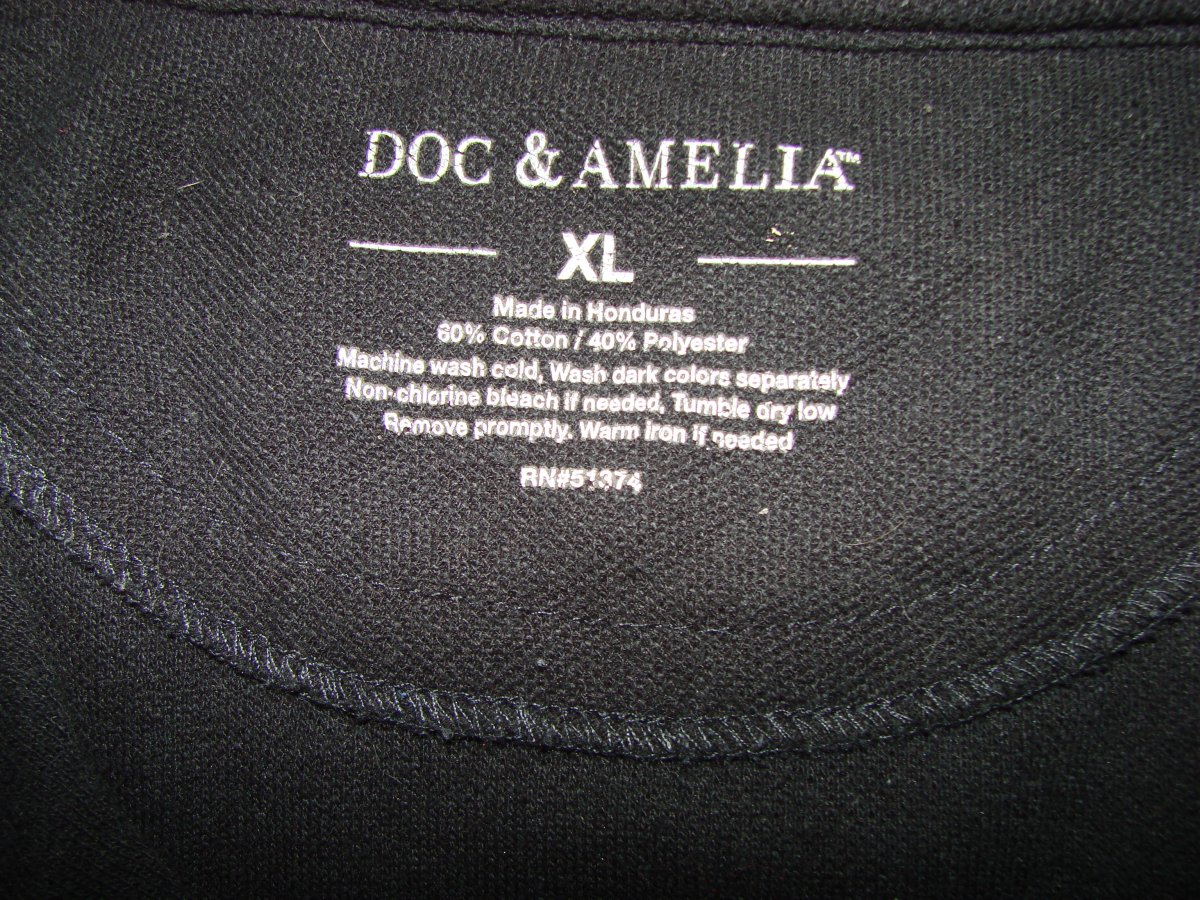 DOC & AMELIA™
XL
Made in Honduras
60% Cotton / 40% Polyester
Machine wash cold, Wash dark colors separately
Non-chlorine bleach if needed, Tumble dry low
Remove promptly. Warm iron if needed
RN#51374